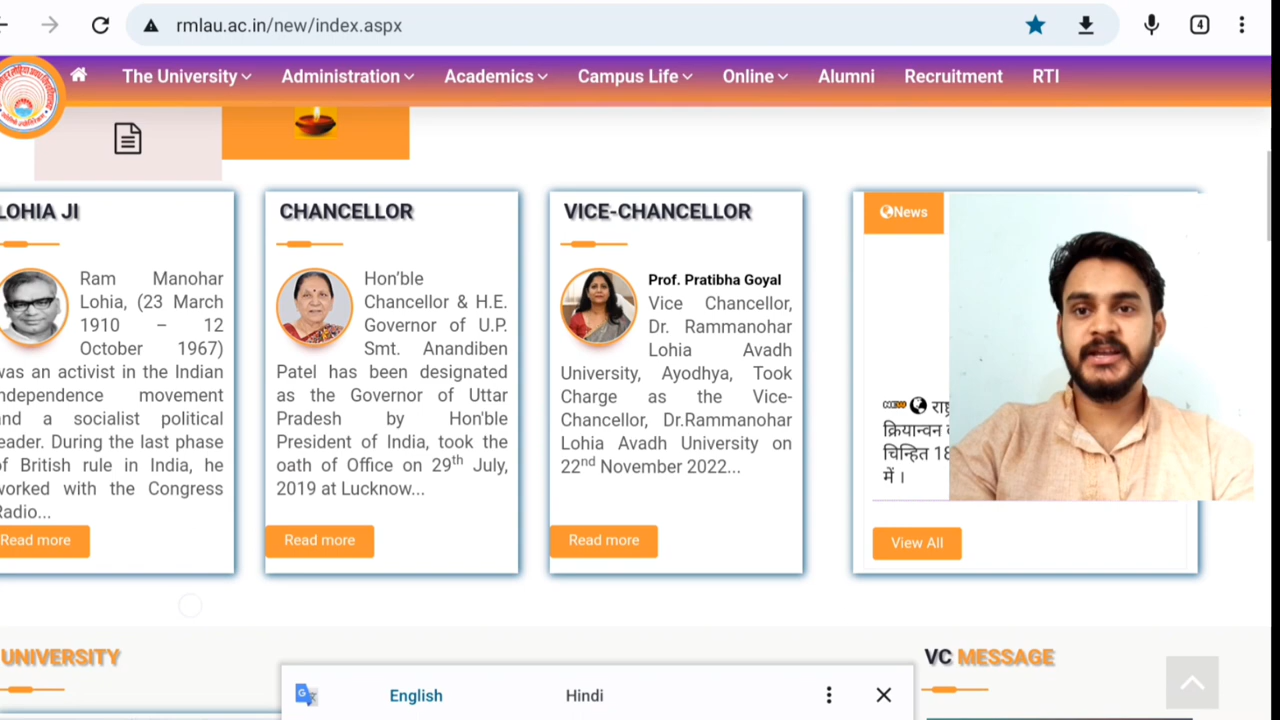 rmlau.ac.in/new/index.aspx
4
The University
Administration
Academics
Campus Life
Online
Alumni
Recruitment
RTI
LOHIA JI
Ram Manohar
Lohia, (23 March
1910 – 12
October 1967)
was an activist in the Indian
ndependence movement
and a socialist political
eader. During the last phase
of British rule in India, he
worked with the Congress
Radio...
Read more
CHANCELLOR
Hon’ble
Chancellor & H.E.
Governor of U.P.
Smt. Anandiben
Patel has been designated
as the Governor of Uttar
Pradesh by Hon'ble
President of India, took the
oath of Office on 29th July,
2019 at Lucknow...
Read more
VICE-CHANCELLOR
Prof. Pratibha Goyal
Vice Chancellor,
Dr. Rammanohar
Lohia Avadh
University, Ayodhya, Took
Charge as the Vice-
Chancellor, Dr.Rammanohar
Lohia Avadh University on
22nd November 2022...
Read more
News
क्रियान्वन
चिन्हित 18
में ।
View All
UNIVERSITY
VC MESSAGE
English
Hindi